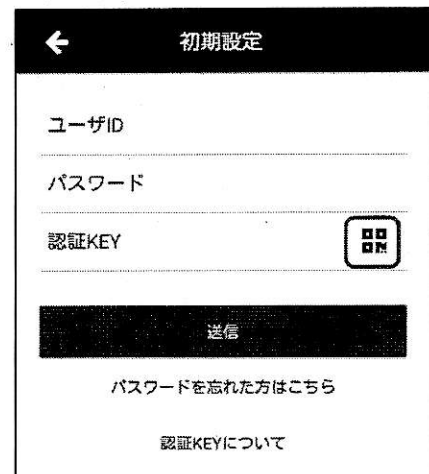 初期設定
ユーザID
パスワード
認証KEY
送信
パスワードを忘れた方はこちら
認証KEYについて